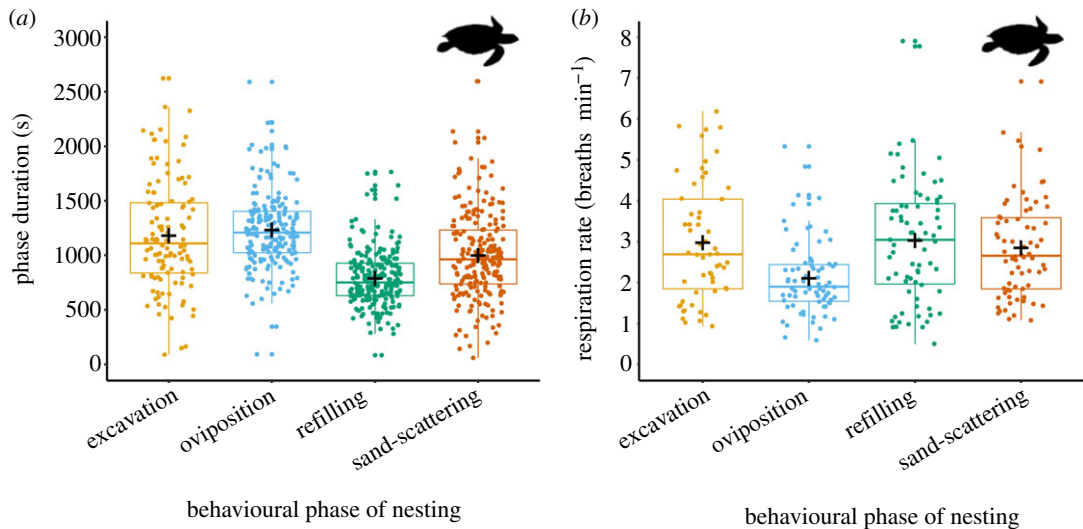 (a)
3000
2500
2000
1500
1000
500
0
phase duration (s)
excavation
oviposition
refilling
sand-scattering
behavioural phase of nesting
(b)
8
7
6
5
4
3
2
1
0
respiration rate (breaths min⁻¹)
excavation
oviposition
refilling
sand-scattering
behavioural phase of nesting